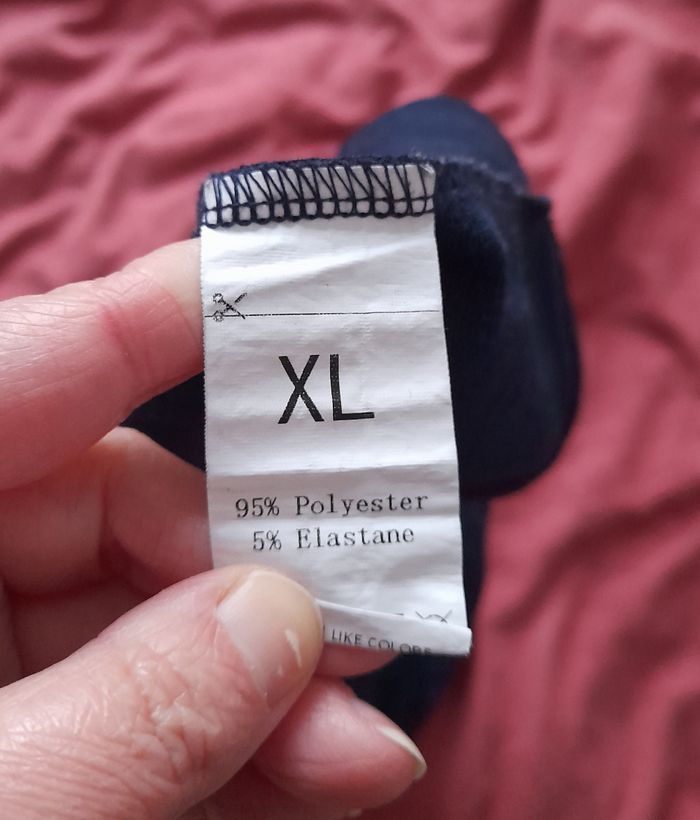 XL
95% Polyester
5% Elastane
LIKE COLORS